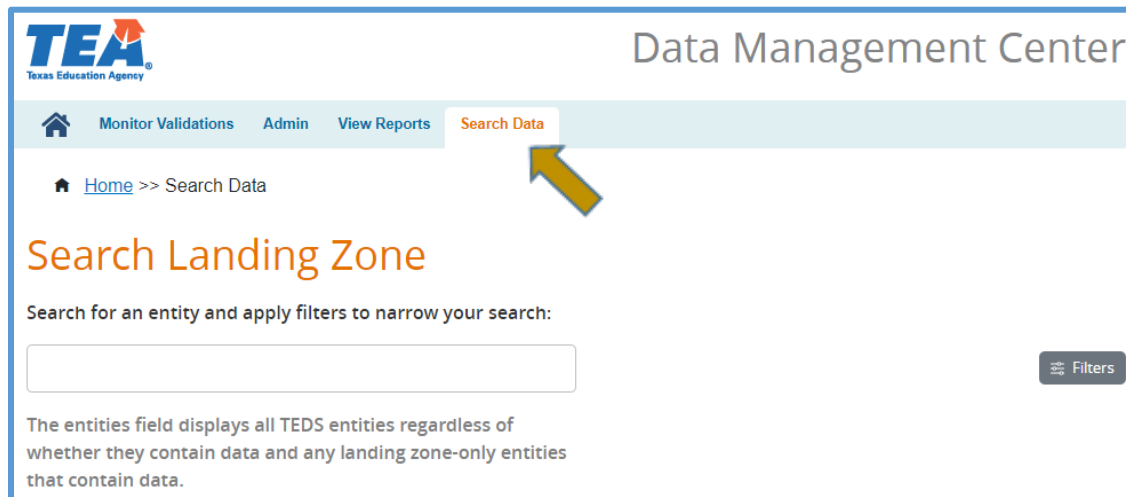 TEA
Texas Education Agency
Data Management Center
Monitor Validations Admin View Reports Search Data
Home >> Search Data
Search Landing Zone
Search for an entity and apply filters to narrow your search:
Filters
The entities field displays all TEDS entities regardless of
whether they contain data and any landing zone-only entities
that contain data.